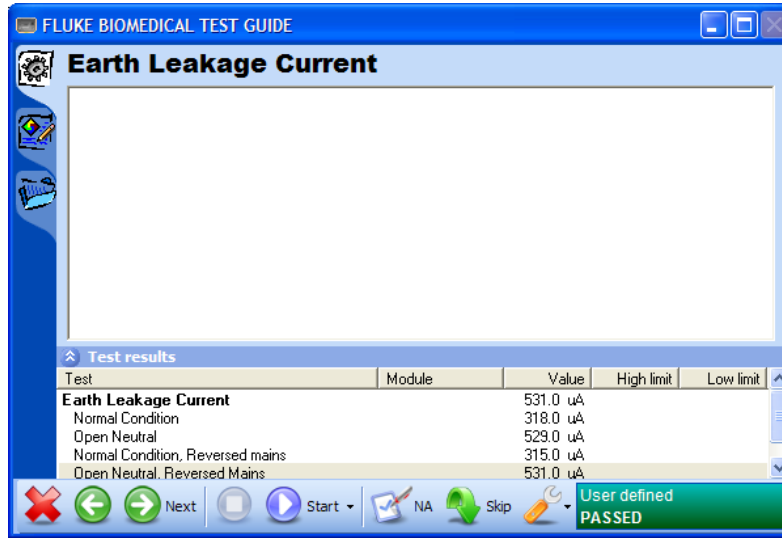 FLUKE BIOMEDICAL TEST GUIDE
Earth Leakage Current
Test results
Test Module Value High limit Low limit
Earth Leakage Current 531.0 uA
Normal Condition 318.0 uA
Open Neutral 529.0 uA
Normal Condition, Reversed mains 315.0 uA
Open Neutral, Reversed Mains 531.0 uA
Next Start NA Skip User defined
PASSED